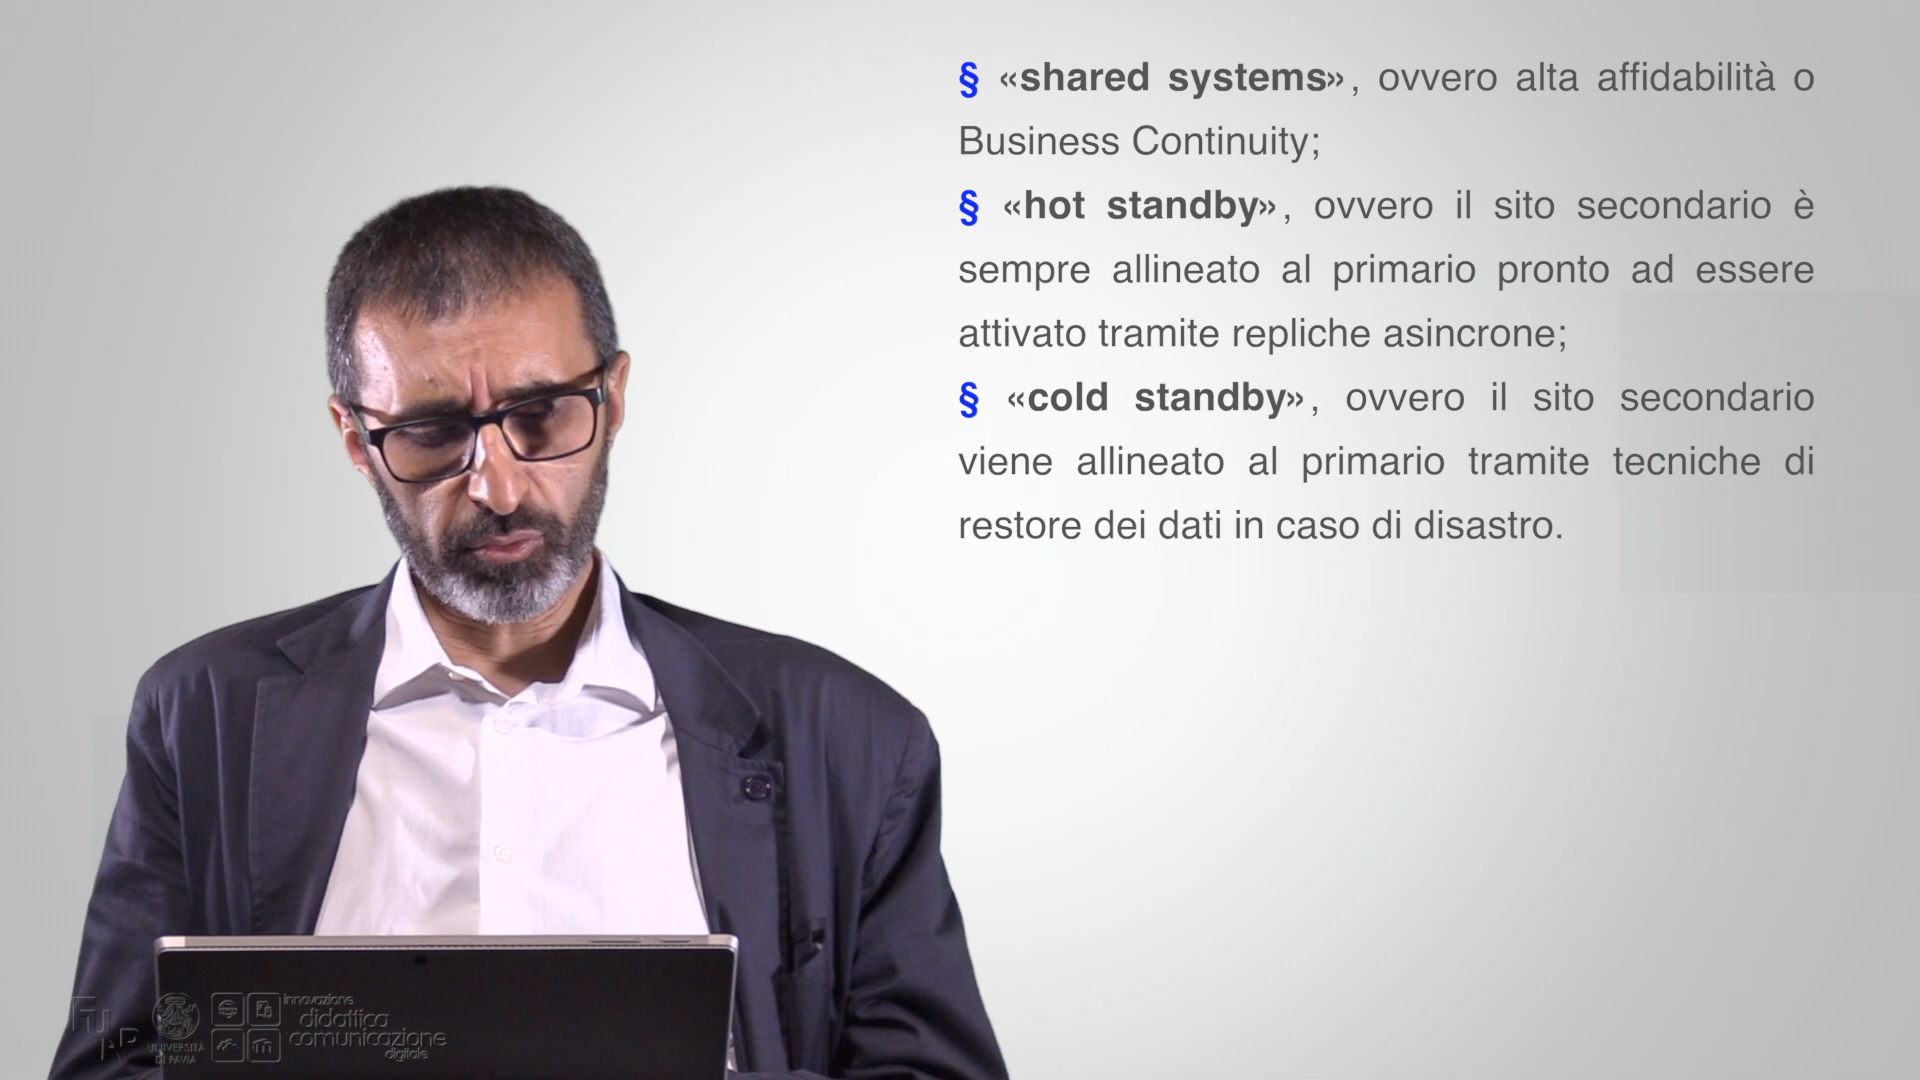 § «shared systems», ovvero alta affidabilità o
Business Continuity;
§ «hot standby», ovvero il sito secondario è
sempre allineato al primario pronto ad essere
attivato tramite repliche asincrone;
§ «cold standby», ovvero il sito secondario
viene allineato al primario tramite tecniche di
restore dei dati in caso di disastro.
UNIVERSITÀ
DI PAVIA
innovazione
didattica
comunicazione
digitale